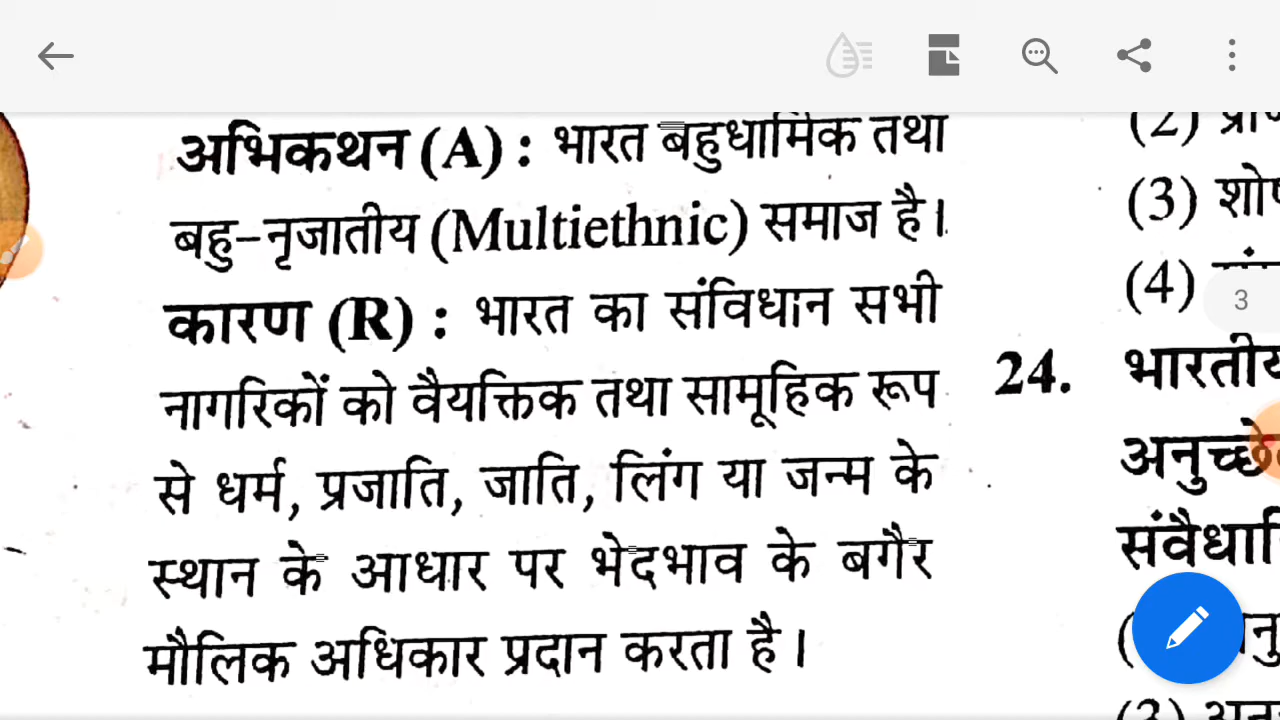 अभिकथन (A) : भारत बहुधार्मिक तथा
बहु-नृजातीय (Multiethnic) समाज है।
कारण (R) : भारत का संविधान सभी
नागरिकों को वैयक्तिक तथा सामूहिक रूप
से धर्म, प्रजाति, जाति, लिंग या जन्म के
स्थान के आधार पर भेदभाव के बगैर
मौलिक अधिकार प्रदान करता है।
(2)
(3)
(4)
3
24. भारतीय